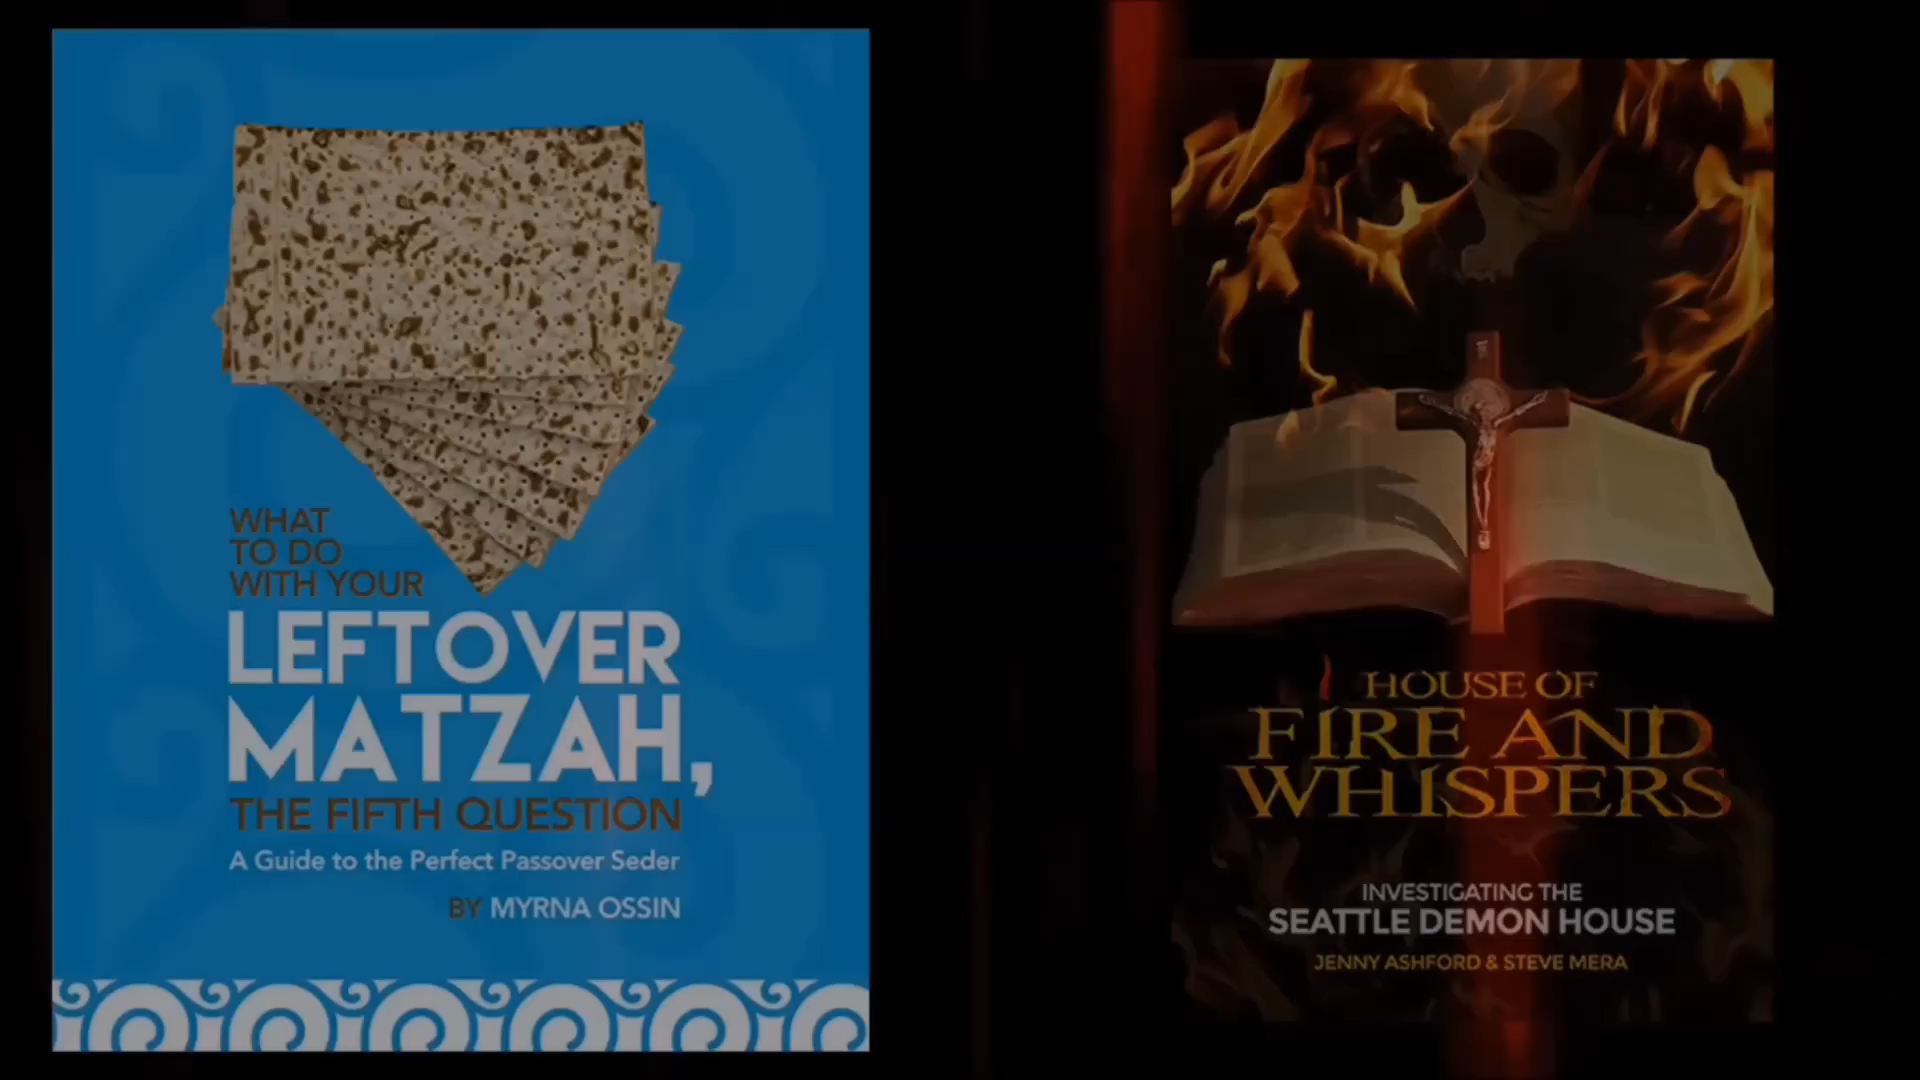 WHAT
TO DO
WITH YOUR
LEFTOVER
MATZAH,
THE FIFTH QUESTION
A Guide to the Perfect Passover Seder
BY MYRNA OSSIN
HOUSE OF
FIRE AND
WHISPERS
INVESTIGATING THE
SEATTLE DEMON HOUSE
JENNY ASHFORD & STEVE MERA